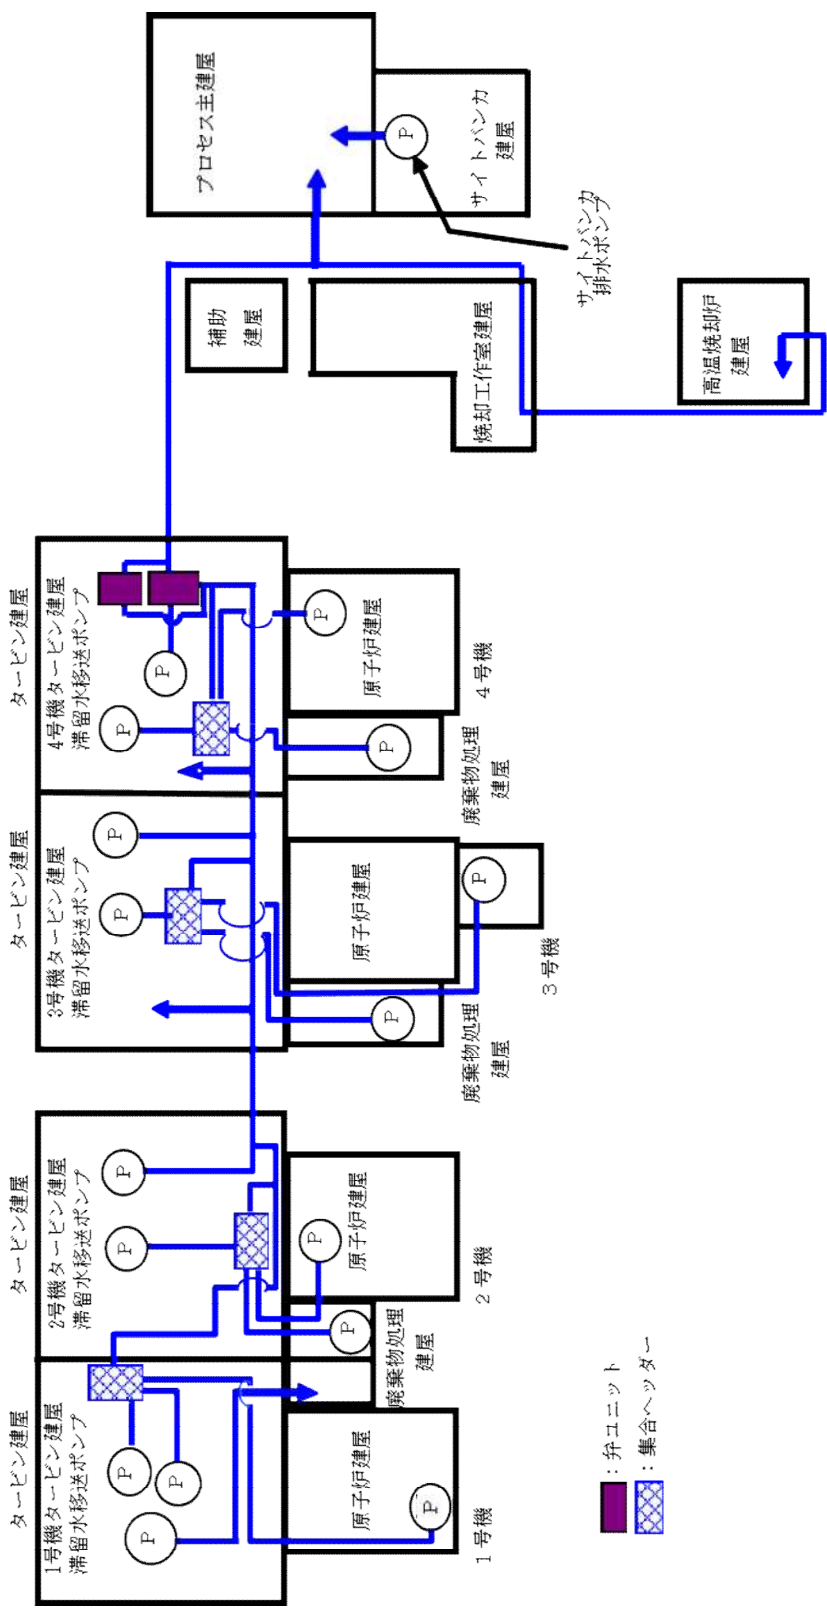 タービン建屋
1号機タービン建屋
滞留水移送ポンプ
P
P
P
原子炉建屋
P
1号機
タービン建屋
2号機タービン建屋
滞留水移送ポンプ
P
P
廃棄物処理
建屋
P
原子炉建屋
P
2号機
タービン建屋
3号機タービン建屋
滞留水移送ポンプ
P
P
廃棄物処理
建屋
P
原子炉建屋
P
3号機
タービン建屋
4号機タービン建屋
滞留水移送ポンプ
P
P
廃棄物処理
建屋
P
原子炉建屋
P
4号機
補助
建屋
焼却工作室建屋
プロセス主建屋
サイトバンカ
建屋
P
サイトバンカ
排水ポンプ
高温焼却炉
建屋
:弁ユニット
:集合ヘッダー